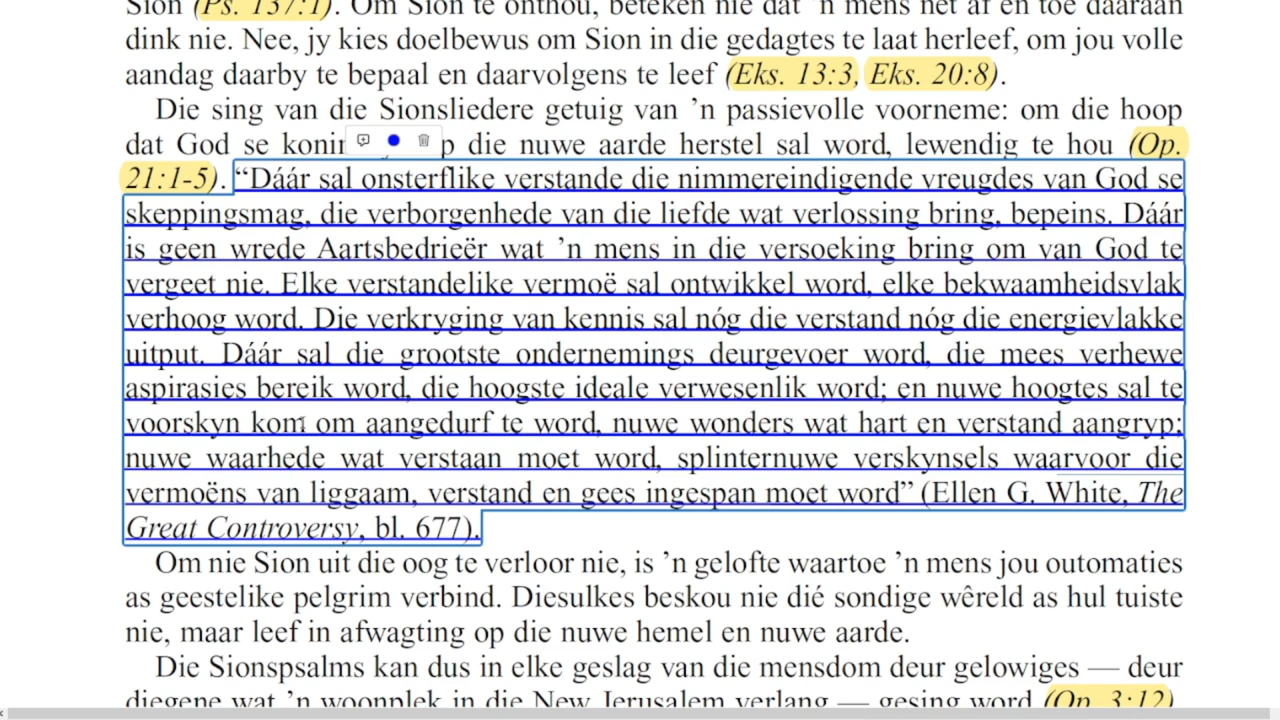 Sion (Ps. 137:1). Om Sion te onthou, beteken nie dat 'n mens net af en toe daaraan
dink nie. Nee, jy kies doelbewus om Sion in die gedagtes te laat herleef, om jou volle
aandag daarby te bepaal en daarvolgens te leef (Eks. 13:3, Eks. 20:8).
Die sing van die Sionsliedere getuig van ’n passievolle voorneme: om die hoop
dat God se die nuwe aarde herstel sal word, lewendig te hou (Op.
21:1-5). “Dáár sal onsterflike verstande die nimmereindigende vreugdes van God se
skeppingsmag, die verborgenhede van die liefde wat verlossing bring, bepeins. Dáár
is geen wrede Aartsbedrieër wat ’n mens in die versoeking bring om van God te
vergeet nie. Elke verstandelike vermoë sal ontwikkel word, elke bekwaamheidsvlak
verhoog word. Die verkryging van kennis sal nóg die verstand nóg die energievlakke
uitput. Dáár sal die grootste ondernemings deurgevoer word, die mees verhewe
aspirasies bereik word, die hoogste ideale verwesenlik word; en nuwe hoogtes sal te
voorskyn kom om aangedurf te word, nuwe wonders wat hart en verstand aangryp;
nuwe waarhede wat verstaan moet word, splinternuwe verskynsels waarvoor die
vermoëns van liggaam, verstand en gees ingespan moet word” (Ellen G. White, The
Great Controversy, bl. 677).
Om nie Sion uit die oog te verloor nie, is ’n gelofte waartoe ’n mens jou outomaties
as geestelike pelgrim verbind. Diesulkes beskou nie dié sondige wêreld as hul tuiste
nie, maar leef in afwagting op die nuwe hemel en nuwe aarde.
Die Sionspsalms kan dus in elke geslag van die mensdom deur gelowiges — deur
diegene wat ’n woonplek in die New Jerusalem verlang — gesing word (Op. 3:12).